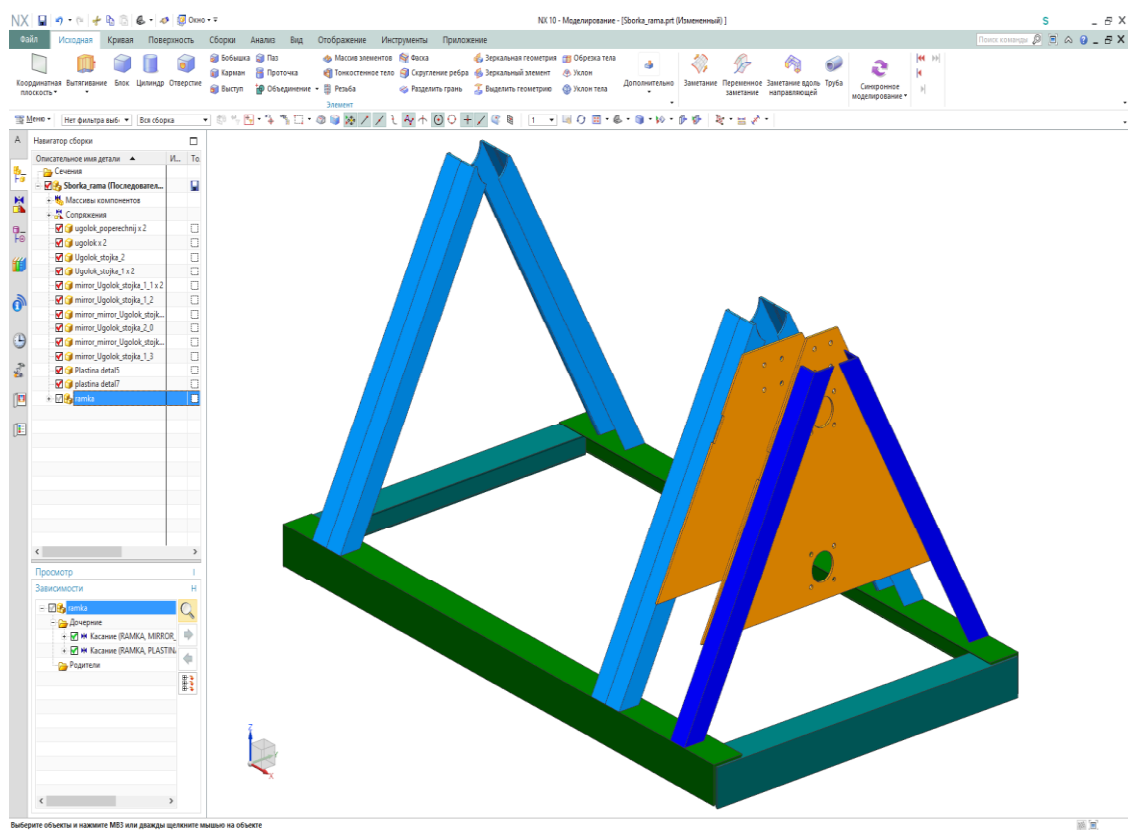 NX Окно NX 10 - Моделирование - [Sborka_rama.prt (Измененный) ] S
Файл Исходная Кривая Поверхность Сборки Анализ Вид Отображение Инструменты Приложение Поиск команды
Бобышка Паз Массив элементов Фаска Зеркальная геометрия Обрезка тела
Карман Проточка Тонкостенное тело Скругление ребра Зеркальный элемент Уклон
Выступ Объединение Резьба Разделить грань Выделить геометрию Уклон тела
Координатная плоскость Вытягивание Блок Цилиндр Отверстие Дополнительно Заметание Переменное заметание Заметание вдоль направляющей Труба Синхронное моделирование
Элемент
Меню Нет фильтра выб Вся сборка 1
Навигатор сборки
Описательное имя детали И... То
Сечения
Sborka_rama (Последовател...
Массивы компонентов
Сопряжения
ugolok_poperechnij x 2
ugolok x 2
Ugolok_stojka_2
Ugolok_stojka_1 x 2
mirror_Ugolok_stojka_1_1 x 2
mirror_Ugolok_stojka_1_2
mirror_mirror_Ugolok_stojk...
mirror_Ugolok_stojka_2_0
mirror_mirror_Ugolok_stojk...
mirror_Ugolok_stojka_1_3
Plastina detal5
plastina detal7
ramka
Просмотр
Зависимости
ramka
Дочерние
Касание (RAMKA, MIRROR_
Касание (RAMKA, PLASTIN
Родители
Z
Y
X
Выберите объекты и нажмите MB3 или дважды щелкните мышью на объекте